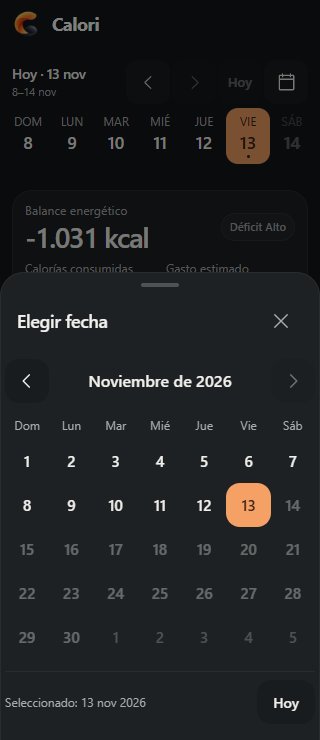 Calori
Hoy · 13 nov
8–14 nov
Hoy
DOM LUN MAR MIÉ JUE VIE SÁB
8 9 10 11 12 13 14
Balance energético
-1.031 kcal
Déficit Alto
Calorías consumidas Gasto estimado
Elegir fecha
Noviembre de 2026
Dom Lun Mar Mié Jue Vie Sáb
1 2 3 4 5 6 7
8 9 10 11 12 13 14
15 16 17 18 19 20 21
22 23 24 25 26 27 28
29 30 1 2 3 4 5
Seleccionado: 13 nov 2026
Hoy